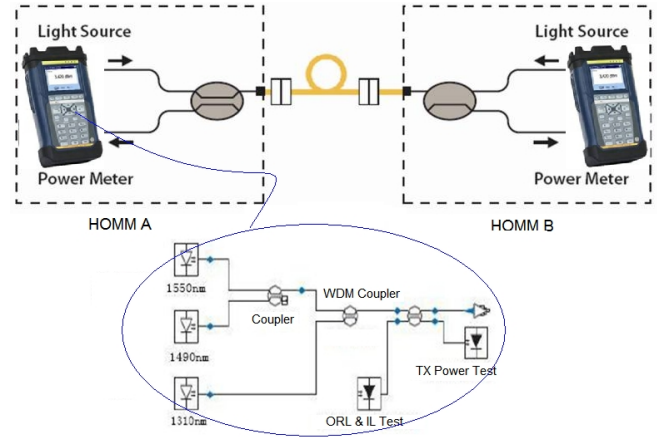 Light Source
Light Source
Power Meter
Power Meter
HOMM A
HOMM B
1550nm
WDM Coupler
Coupler
1490nm
TX Power Test
1310nm
ORL & IL Test